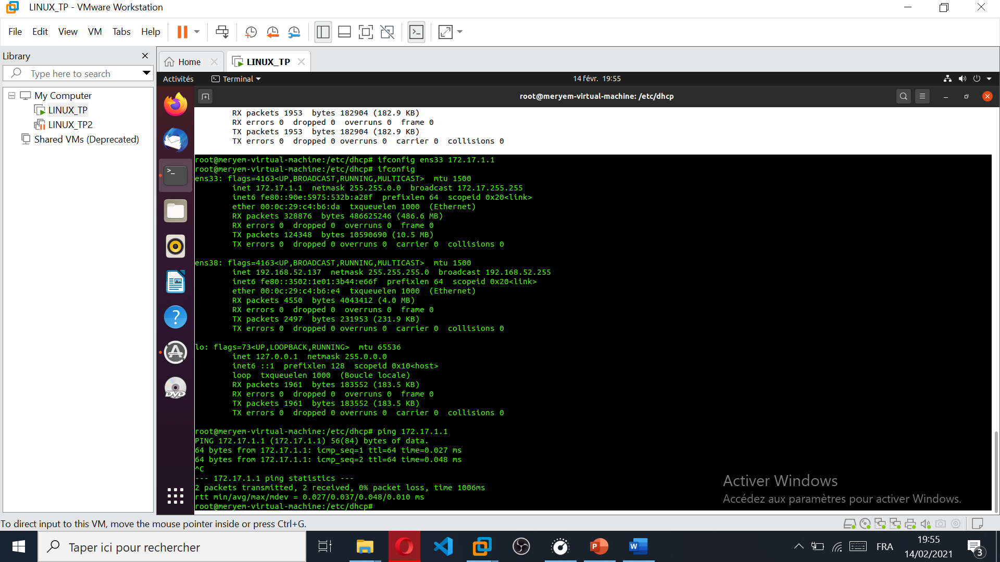 LINUX_TP - VMware Workstation
File Edit View VM Tabs Help
Library
Home
LINUX_TP
Type here to search
Activités
Terminal
14 févr. 19:55
My Computer
LINUX_TP
LINUX_TP2
Shared VMs (Deprecated)
root@meryem-virtual-machine: /etc/dhcp
RX packets 1953 bytes 182904 (182.9 KB)
RX errors 0 dropped 0 overruns 0 frame 0
TX packets 1953 bytes 182904 (182.9 KB)
TX errors 0 dropped 0 overruns 0 carrier 0 collisions 0
root@meryem-virtual-machine:/etc/dhcp# ifconfig ens33 172.17.1.1
root@meryem-virtual-machine:/etc/dhcp# ifconfig
ens33: flags=4163<UP,BROADCAST,RUNNING,MULTICAST> mtu 1500
inet 172.17.1.1 netmask 255.255.0.0 broadcast 172.17.255.255
inet6 fe80::90e:5975:532b:a28f prefixlen 64 scopeid 0x20<link>
ether 00:0c:29:c4:b6:da txqueuelen 1000 (Ethernet)
RX packets 328876 bytes 486625246 (486.6 MB)
RX errors 0 dropped 0 overruns 0 frame 0
TX packets 124348 bytes 10590690 (10.5 MB)
TX errors 0 dropped 0 overruns 0 carrier 0 collisions 0
ens38: flags=4163<UP,BROADCAST,RUNNING,MULTICAST> mtu 1500
inet 192.168.52.137 netmask 255.255.255.0 broadcast 192.168.52.255
inet6 fe80::3502:1e01:3b44:e66f prefixlen 64 scopeid 0x20<link>
ether 00:0c:29:c4:b6:e4 txqueuelen 1000 (Ethernet)
RX packets 4550 bytes 4043412 (4.0 MB)
RX errors 0 dropped 0 overruns 0 frame 0
TX packets 2497 bytes 231953 (231.9 KB)
TX errors 0 dropped 0 overruns 0 carrier 0 collisions 0
lo: flags=73<UP,LOOPBACK,RUNNING> mtu 65536
inet 127.0.0.1 netmask 255.0.0.0
inet6 ::1 prefixlen 128 scopeid 0x10<host>
loop txqueuelen 1000 (Boucle locale)
RX packets 1961 bytes 183552 (183.5 KB)
RX errors 0 dropped 0 overruns 0 frame 0
TX packets 1961 bytes 183552 (183.5 KB)
TX errors 0 dropped 0 overruns 0 carrier 0 collisions 0
root@meryem-virtual-machine:/etc/dhcp# ping 172.17.1.1
PING 172.17.1.1 (172.17.1.1) 56(84) bytes of data.
64 bytes from 172.17.1.1: icmp_seq=1 ttl=64 time=0.027 ms
64 bytes from 172.17.1.1: icmp_seq=2 ttl=64 time=0.048 ms
^C
--- 172.17.1.1 ping statistics ---
2 packets transmitted, 2 received, 0% packet loss, time 1006ms
rtt min/avg/max/mdev = 0.027/0.037/0.048/0.010 ms
root@meryem-virtual-machine:/etc/dhcp#
DVD
Activer Windows
Accédez aux paramètres pour activer Windows.
To direct input to this VM, move the mouse pointer inside or press Ctrl+G.
Taper ici pour rechercher
P
W
FRA
19:55
14/02/2021
3